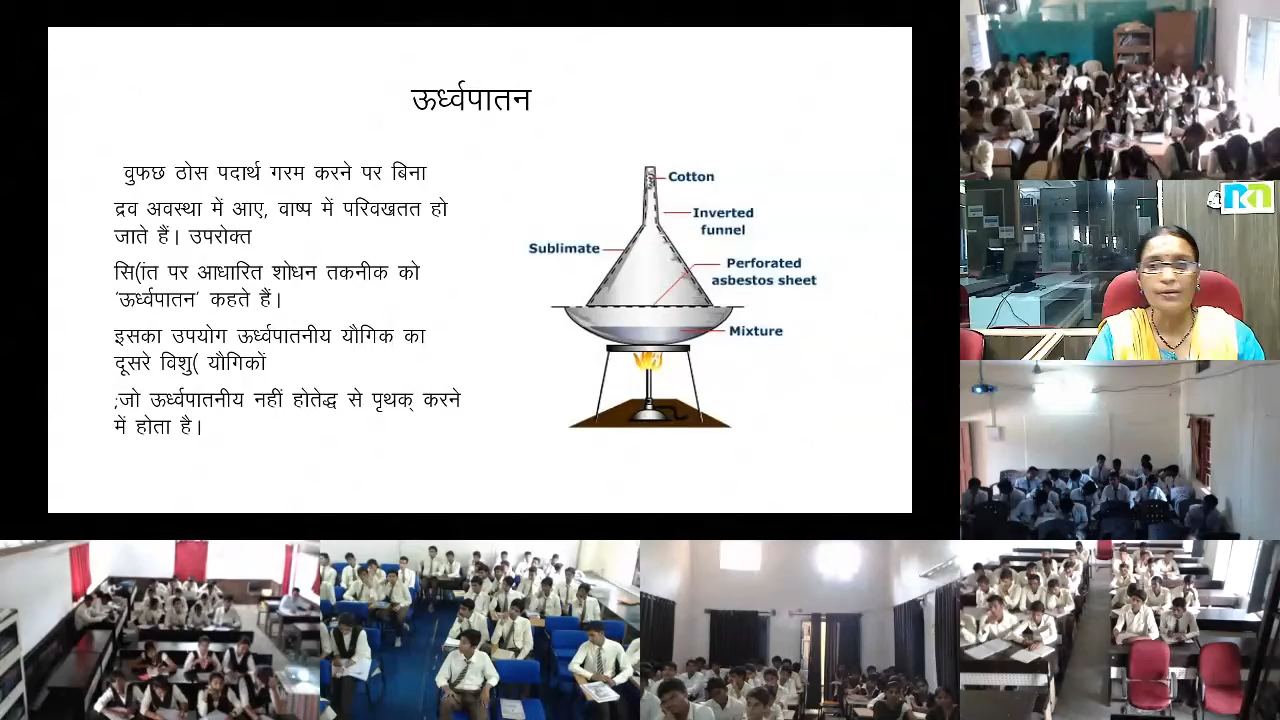 ऊर्ध्वपातन
वुफछ ठोस पदार्थ गरम करने पर बिना
द्रव अवस्था में आए, वाष्प में परिवखतत हो
जाते हैं। उपरोक्त
सि(ांत पर आधारित शोधन तकनीक को
'ऊर्ध्वपातन' कहते हैं।
इसका उपयोग ऊर्ध्वपातनीय यौगिक का
दूसरे विशु( यौगिकों
;जो ऊर्ध्वपातनीय नहीं होतेद्ध से पृथक् करने
में होता है।
Cotton
Inverted
funnel
Sublimate
Perforated
asbestos sheet
Mixture